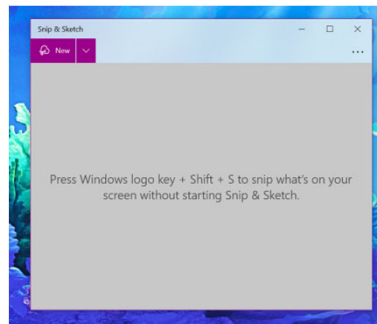 Snip & Sketch
New
Press Windows logo key + Shift + S to snip what's on your
screen without starting Snip & Sketch.